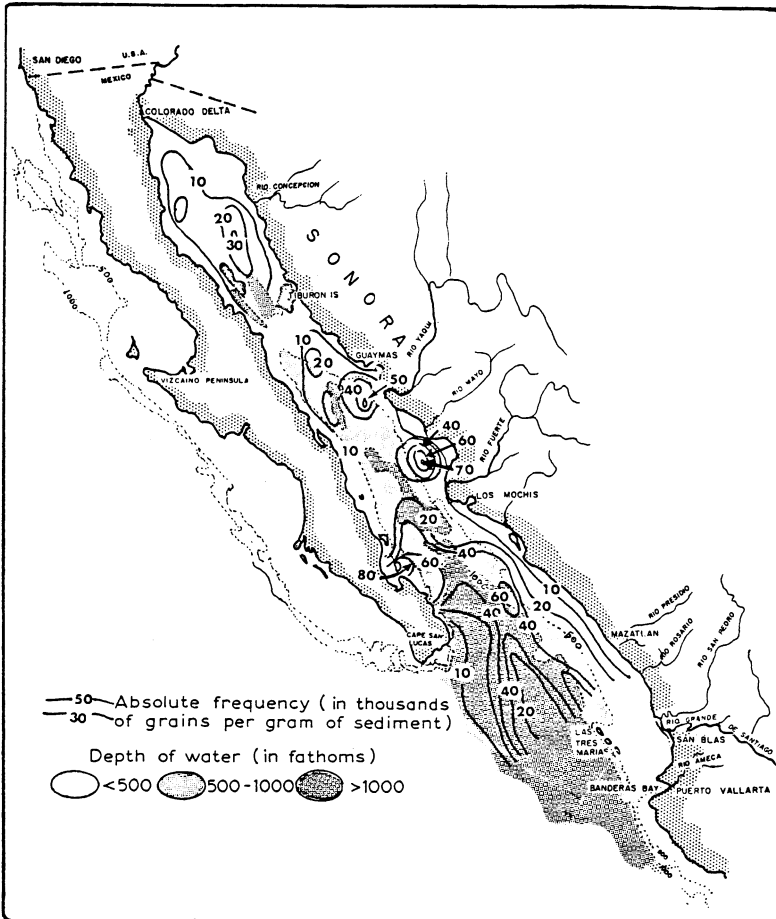 U.S.A.
SAN DIEGO
MEXICO
COLORADO DELTA
10
RIO CONCEPCION
20
30
SONORA
500
1000
BURON IS
RIO YAQUI
10
GUAYMAS
20
50
40
VIZCAINO PENINSULA
RIO MAYO
40
60
RIO FUERTE
10
70
LOS MOCHIS
20
40
80
60
10
60
20
40
40
MAZATLAN
RIO PRESIDIO
RIO ROSARIO
RIO SAN PEDRO
CAPE SAN
LUCAS
10
500
40
20
50 Absolute frequency (in thousands
30 of grains per gram of sediment)
RIO GRANDE DE SANTIAGO
LAS
TRES
MARIAS
SAN BLAS
RIO AMECA
Depth of water (in fathoms)
<500 500-1000 >1000
BANDERAS BAY
PUERTO VALLARTA